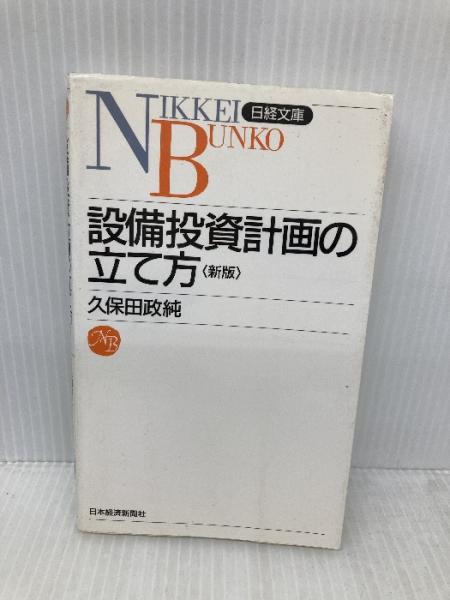 NIKKEI 日経文庫
BUNKO
設備投資計画の
立て方〈新版〉
久保田政純
NB
日本経済新聞社